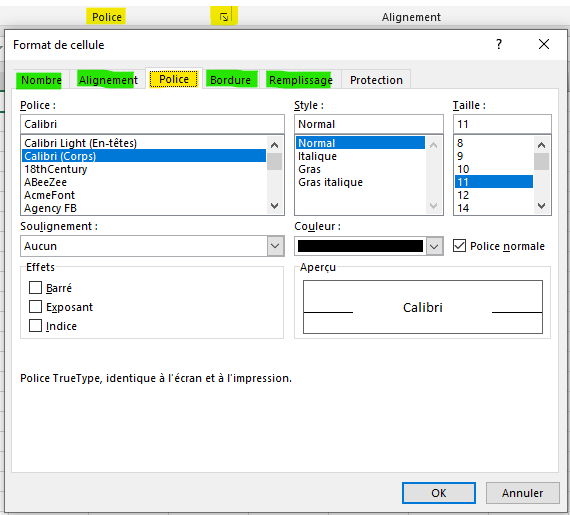 Police Alignement
Format de cellule ?
Nombre Alignement Police Bordure Remplissage Protection
Police : Style : Taille :
Calibri Normal 11
Calibri Light (En-têtes) Normal 8
Calibri (Corps) Italique 9
18thCentury Gras 10
ABeeZee Gras italique 11
AcmeFont 12
Agency FB 14
Soulignement : Couleur :
Aucun Police normale
Effets Aperçu
Barré
Exposant Calibri
Indice
Police TrueType, identique à l'écran et à l'impression.
OK Annuler